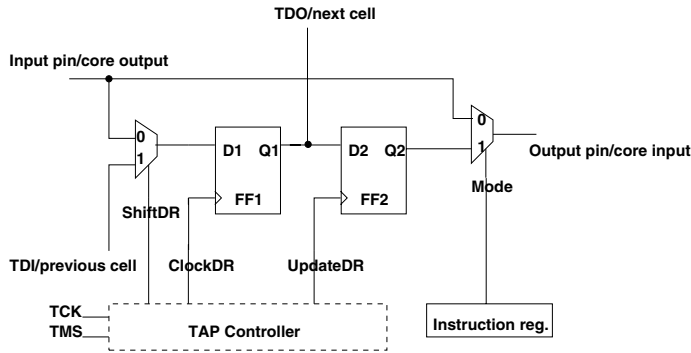 TDO/next cell
Input pin/core output
0
1
D1 Q1
FF1
D2 Q2
FF2
0
1
Output pin/core input
Mode
ShiftDR
TDI/previous cell
ClockDR
UpdateDR
TCK
TMS
TAP Controller
Instruction reg.